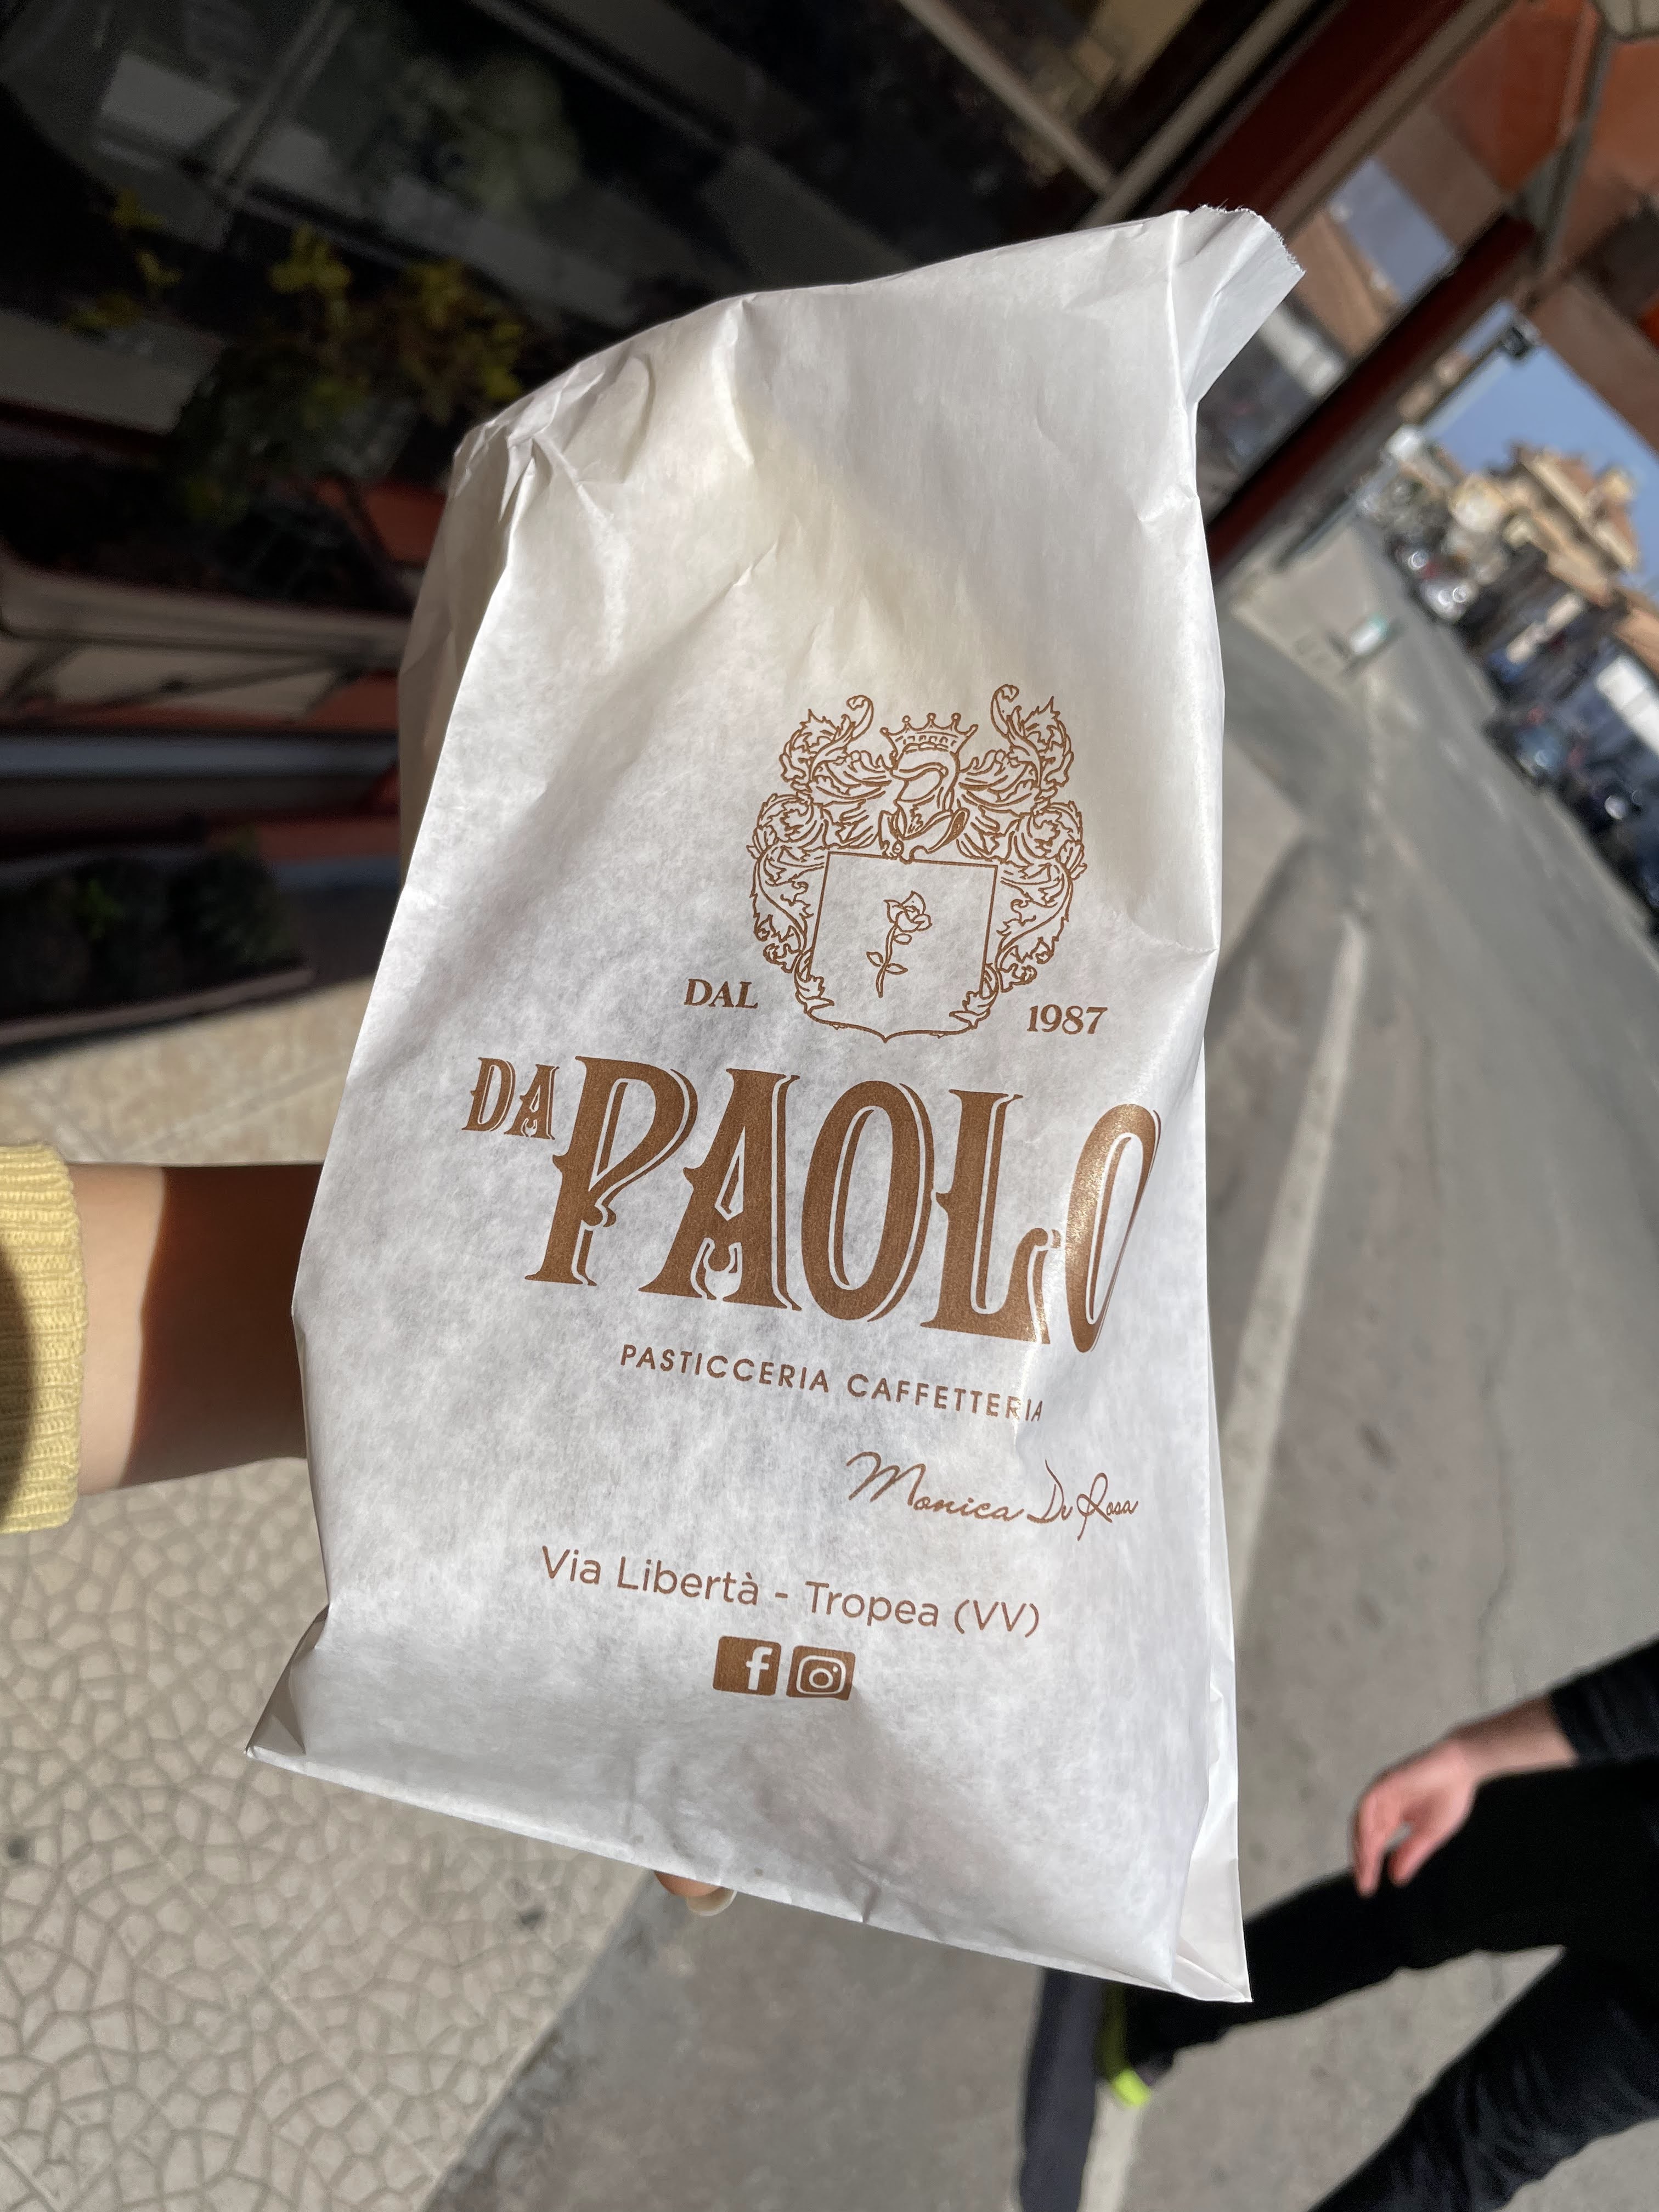 DAL 1987
DA PAOLO
PASTICCERIA CAFFETTERIA
Monica De Rosa
Via Libertà - Tropea (VV)